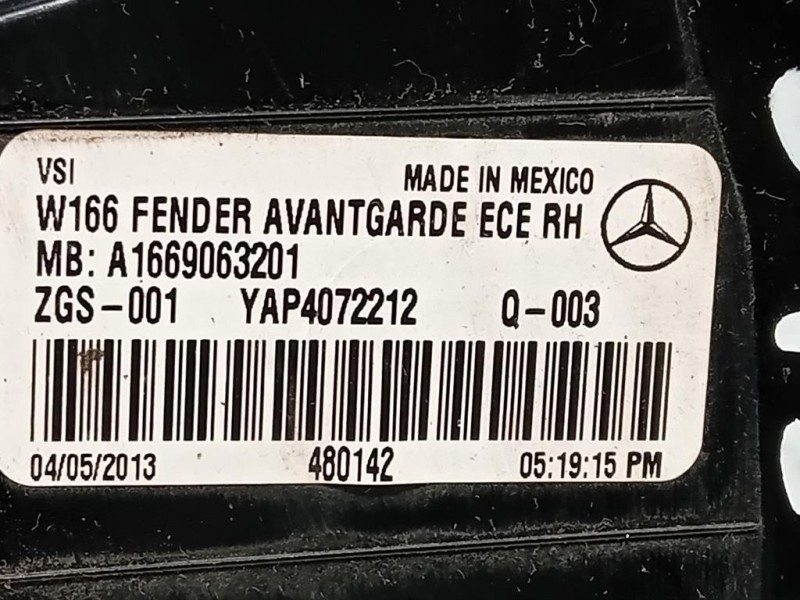 VSI MADE IN MEXICO
W166 FENDER AVANTGARDE ECE RH
MB: A1669063201
ZGS-001 YAP4072212 Q-003
04/05/2013 480142 05:19:15 PM